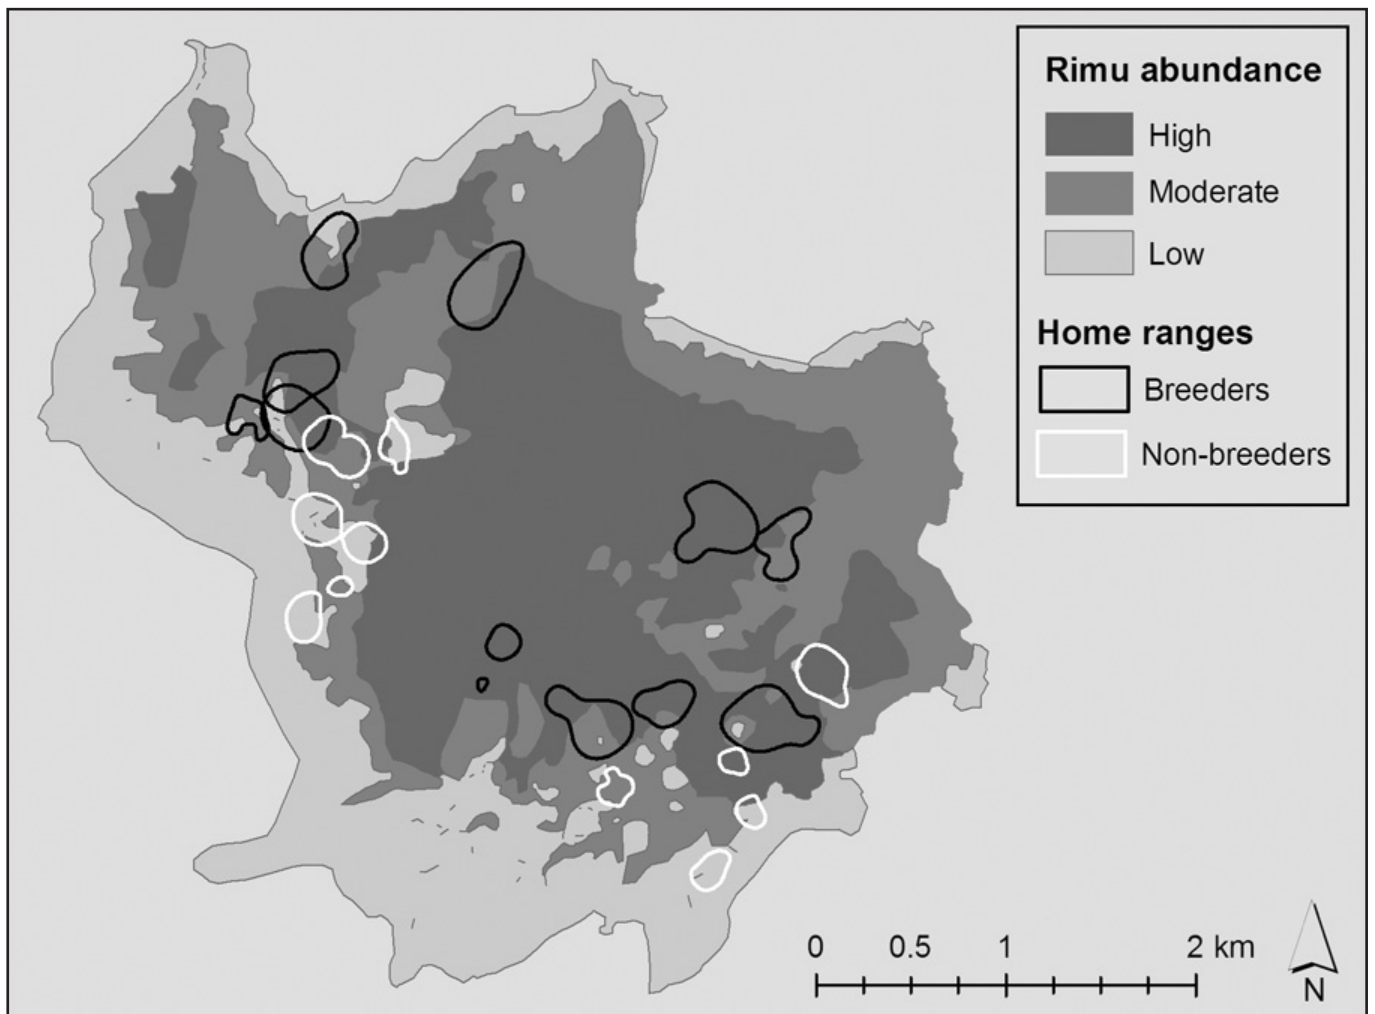 Rimu abundance
High
Moderate
Low
Home ranges
Breeders
Non-breeders
0 0.5 1 2 km
N